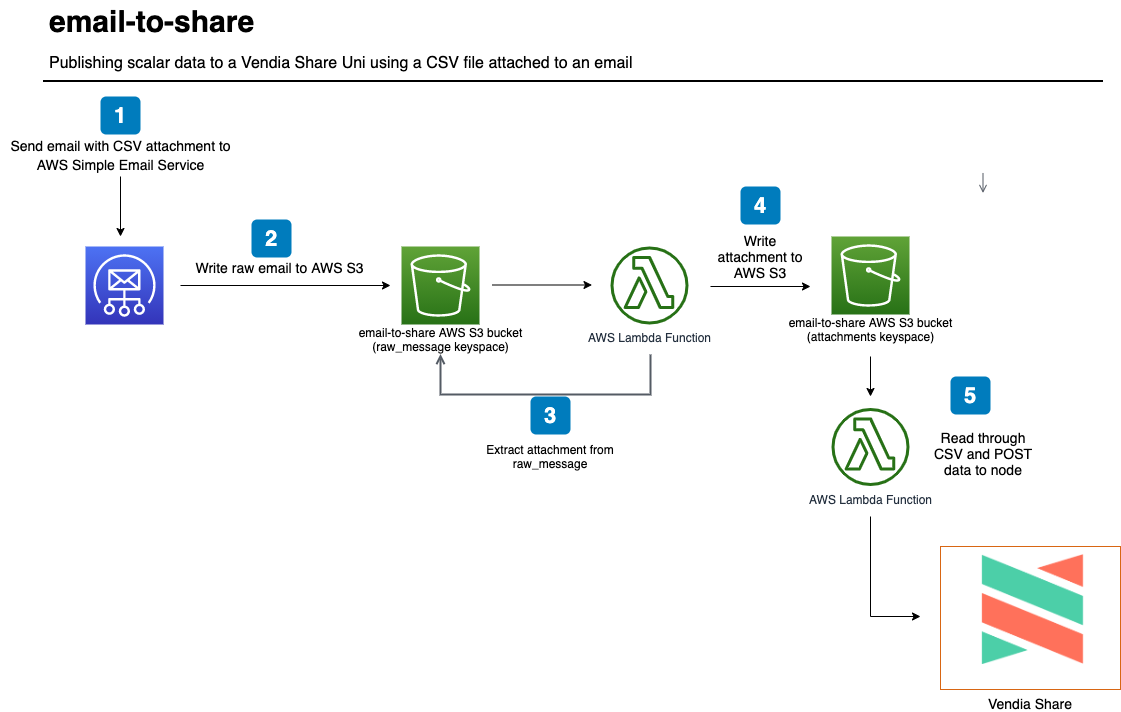 email-to-share
Publishing scalar data to a Vendia Share Uni using a CSV file attached to an email
1
Send email with CSV attachment to
AWS Simple Email Service
2
Write raw email to AWS S3
email-to-share AWS S3 bucket
(raw_message keyspace)
AWS Lambda Function
3
Extract attachment from
raw_message
4
Write
attachment to
AWS S3
email-to-share AWS S3 bucket
(attachments keyspace)
5
Read through
CSV and POST
data to node
AWS Lambda Function
Vendia Share